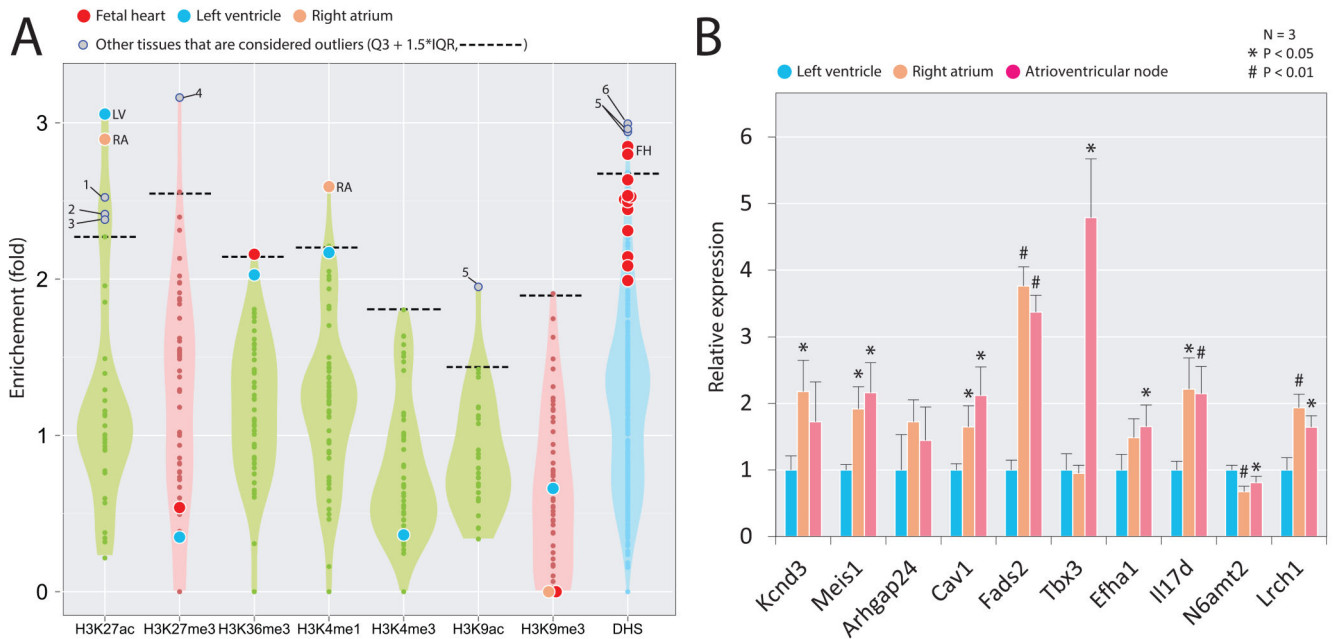 A
Fetal heart Left ventricle Right atrium
Other tissues that are considered outliers (Q3 + 1.5*IQR, --------)
Enrichement (fold)
3
2
1
0
LV
RA
1
2
3
4
RA
5
6
5
FH
H3K27ac H3K27me3 H3K36me3 H3K4me1 H3K4me3 H3K9ac H3K9me3 DHS
B
N = 3
* P < 0.05
# P < 0.01
Left ventricle Right atrium Atrioventricular node
Relative expression
6
5
4
3
2
1
0
*
* *
* *
# #
*
*
* #
# *
# *
Kcnd3 Meis1 Arhgap24 Cav1 Fads2 Tbx3 Efha1 Il17d N6amt2 Lrch1